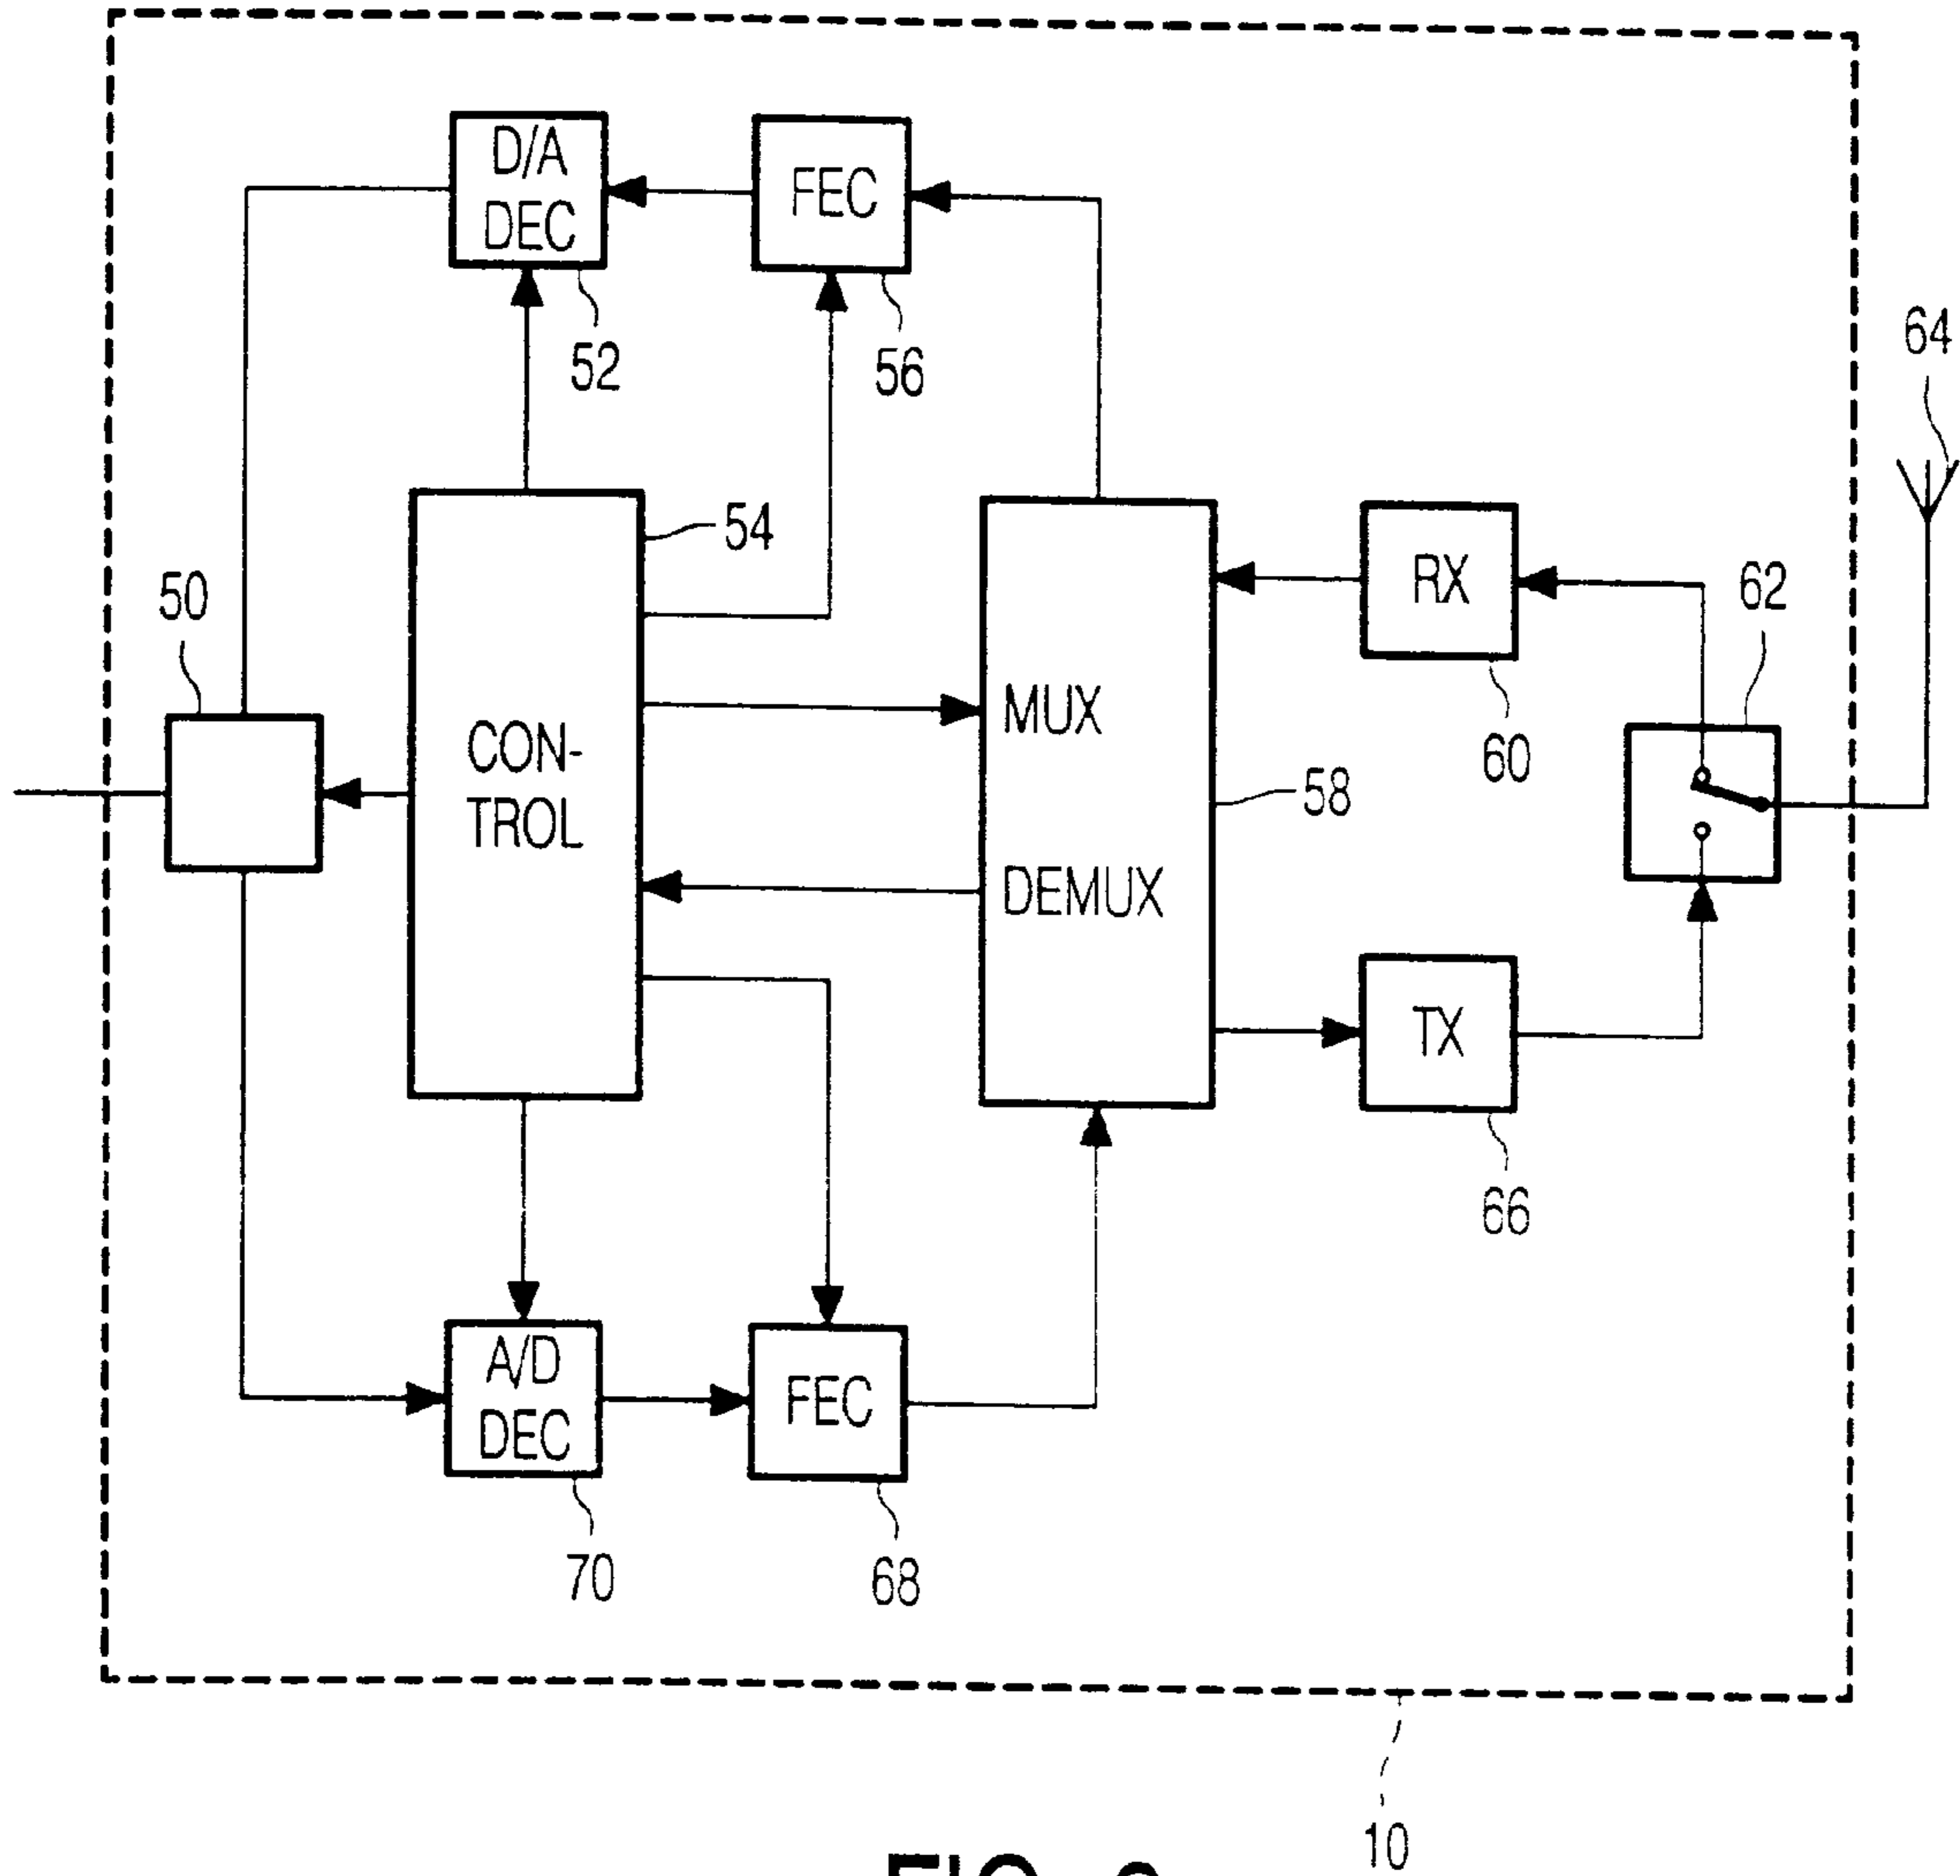 D/A
DEC
FEC
52
56
64
54
50
RX
62
CON-
TROL
MUX
60
58
DEMUX
TX
66
A/D
DEC
FEC
70
68
10